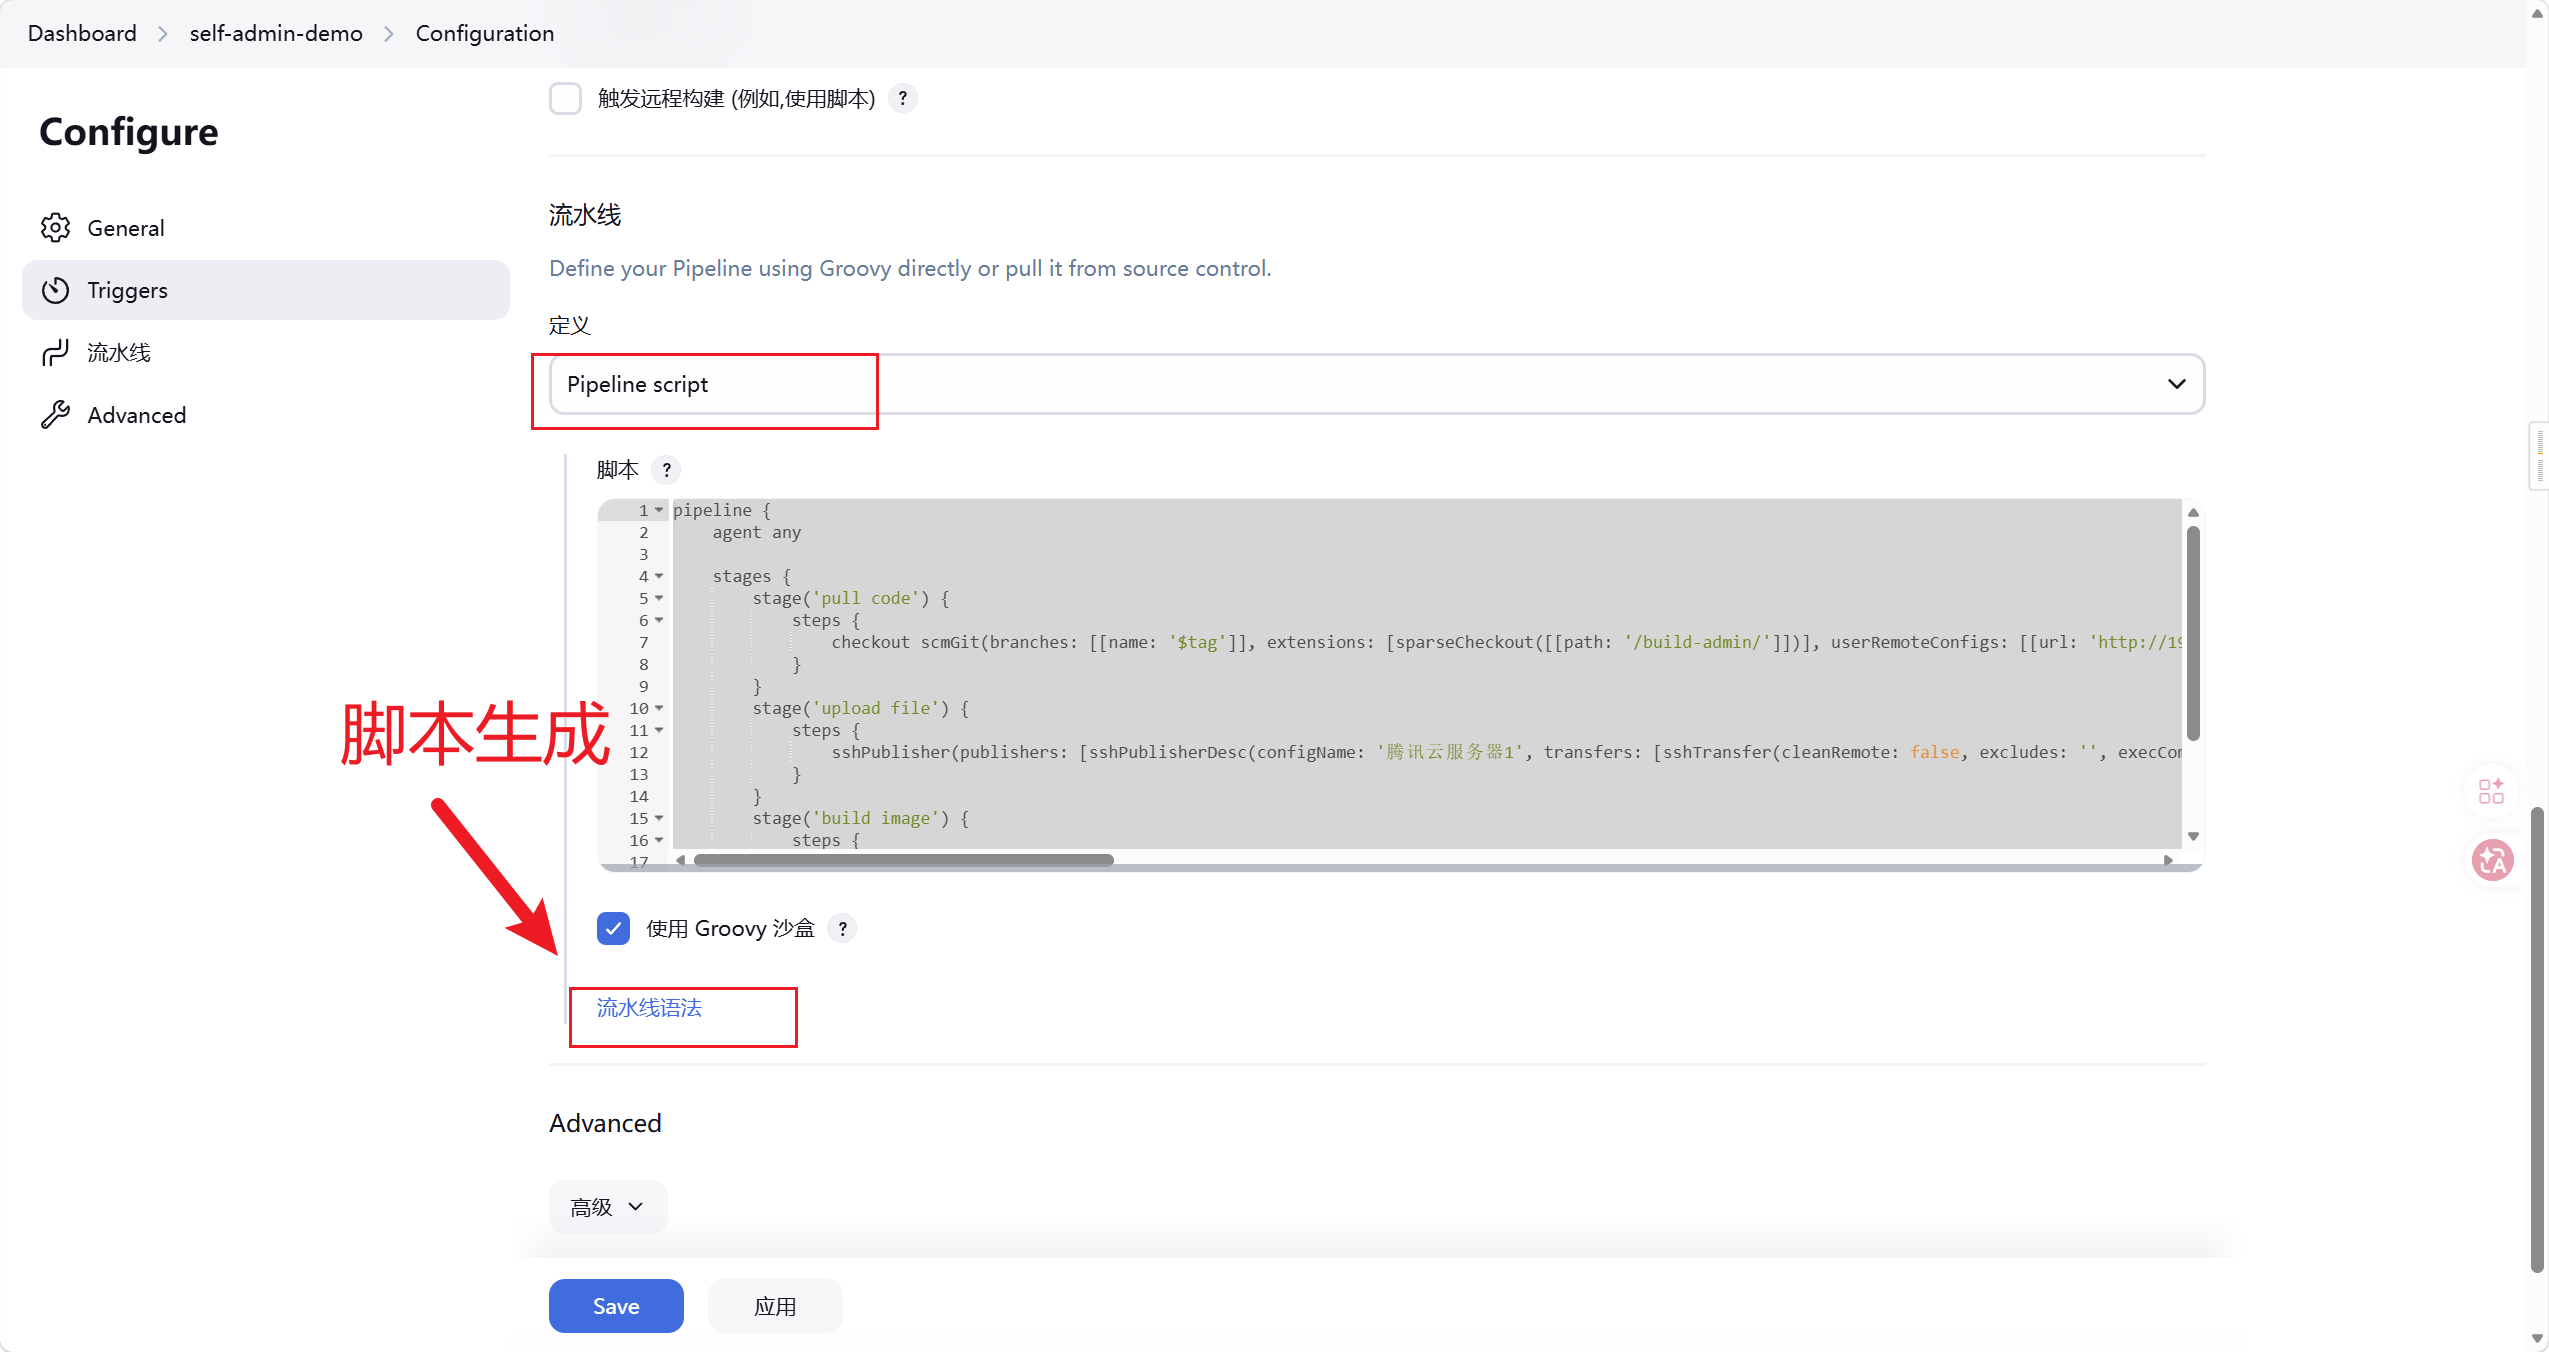 Dashboard > self-admin-demo > Configuration
Configure
General
Triggers
流水线
Advanced
触发远程构建 (例如,使用脚本) ?
流水线
Define your Pipeline using Groovy directly or pull it from source control.
定义
Pipeline script
脚本 ?
1 pipeline {
2 agent any
3
4 stages {
5 stage('pull code') {
6 steps {
7 checkout scmGit(branches: [[name: '$tag']], extensions: [sparseCheckout([[path: '/build-admin/']])], userRemoteConfigs: [[url: 'http://19
8 }
9 }
10 stage('upload file') {
11 steps {
12 sshPublisher(publishers: [sshPublisherDesc(configName: '腾讯云服务器1', transfers: [sshTransfer(cleanRemote: false, excludes: '', execCom
13 }
14 }
15 stage('build image') {
16 steps {
17
脚本生成
使用 Groovy 沙盒 ?
流水线语法
Advanced
高级
Save
应用